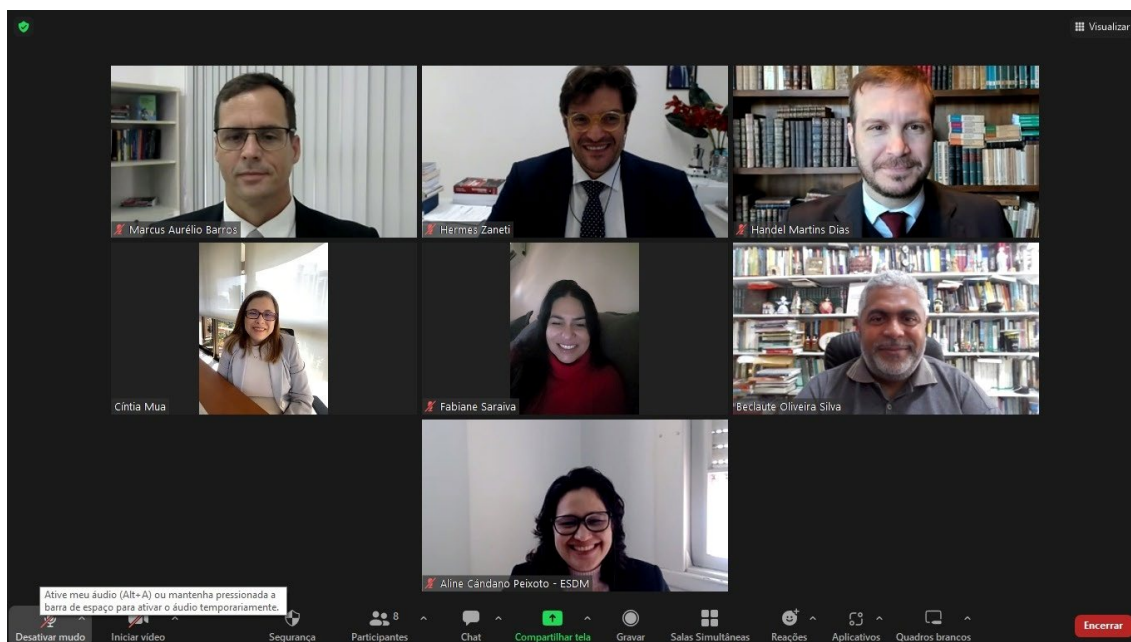 Visualizar
Marcus Aurélio Barros
Hermes Zaneti
Handel Martins Dias
Cíntia Mua
Fabiane Saraiva
Beclaute Oliveira Silva
Aline Cándano Peixoto - ESDM
Ative meu áudio (Alt+A) ou mantenha pressionada a
barra de espaço para ativar o áudio temporariamente.
8
Desativar mudo
Iniciar vídeo
Segurança
Participantes
Chat
Compartilhar tela
Gravar
Salas Simultâneas
Reações
Aplicativos
Quadros brancos
Encerrar